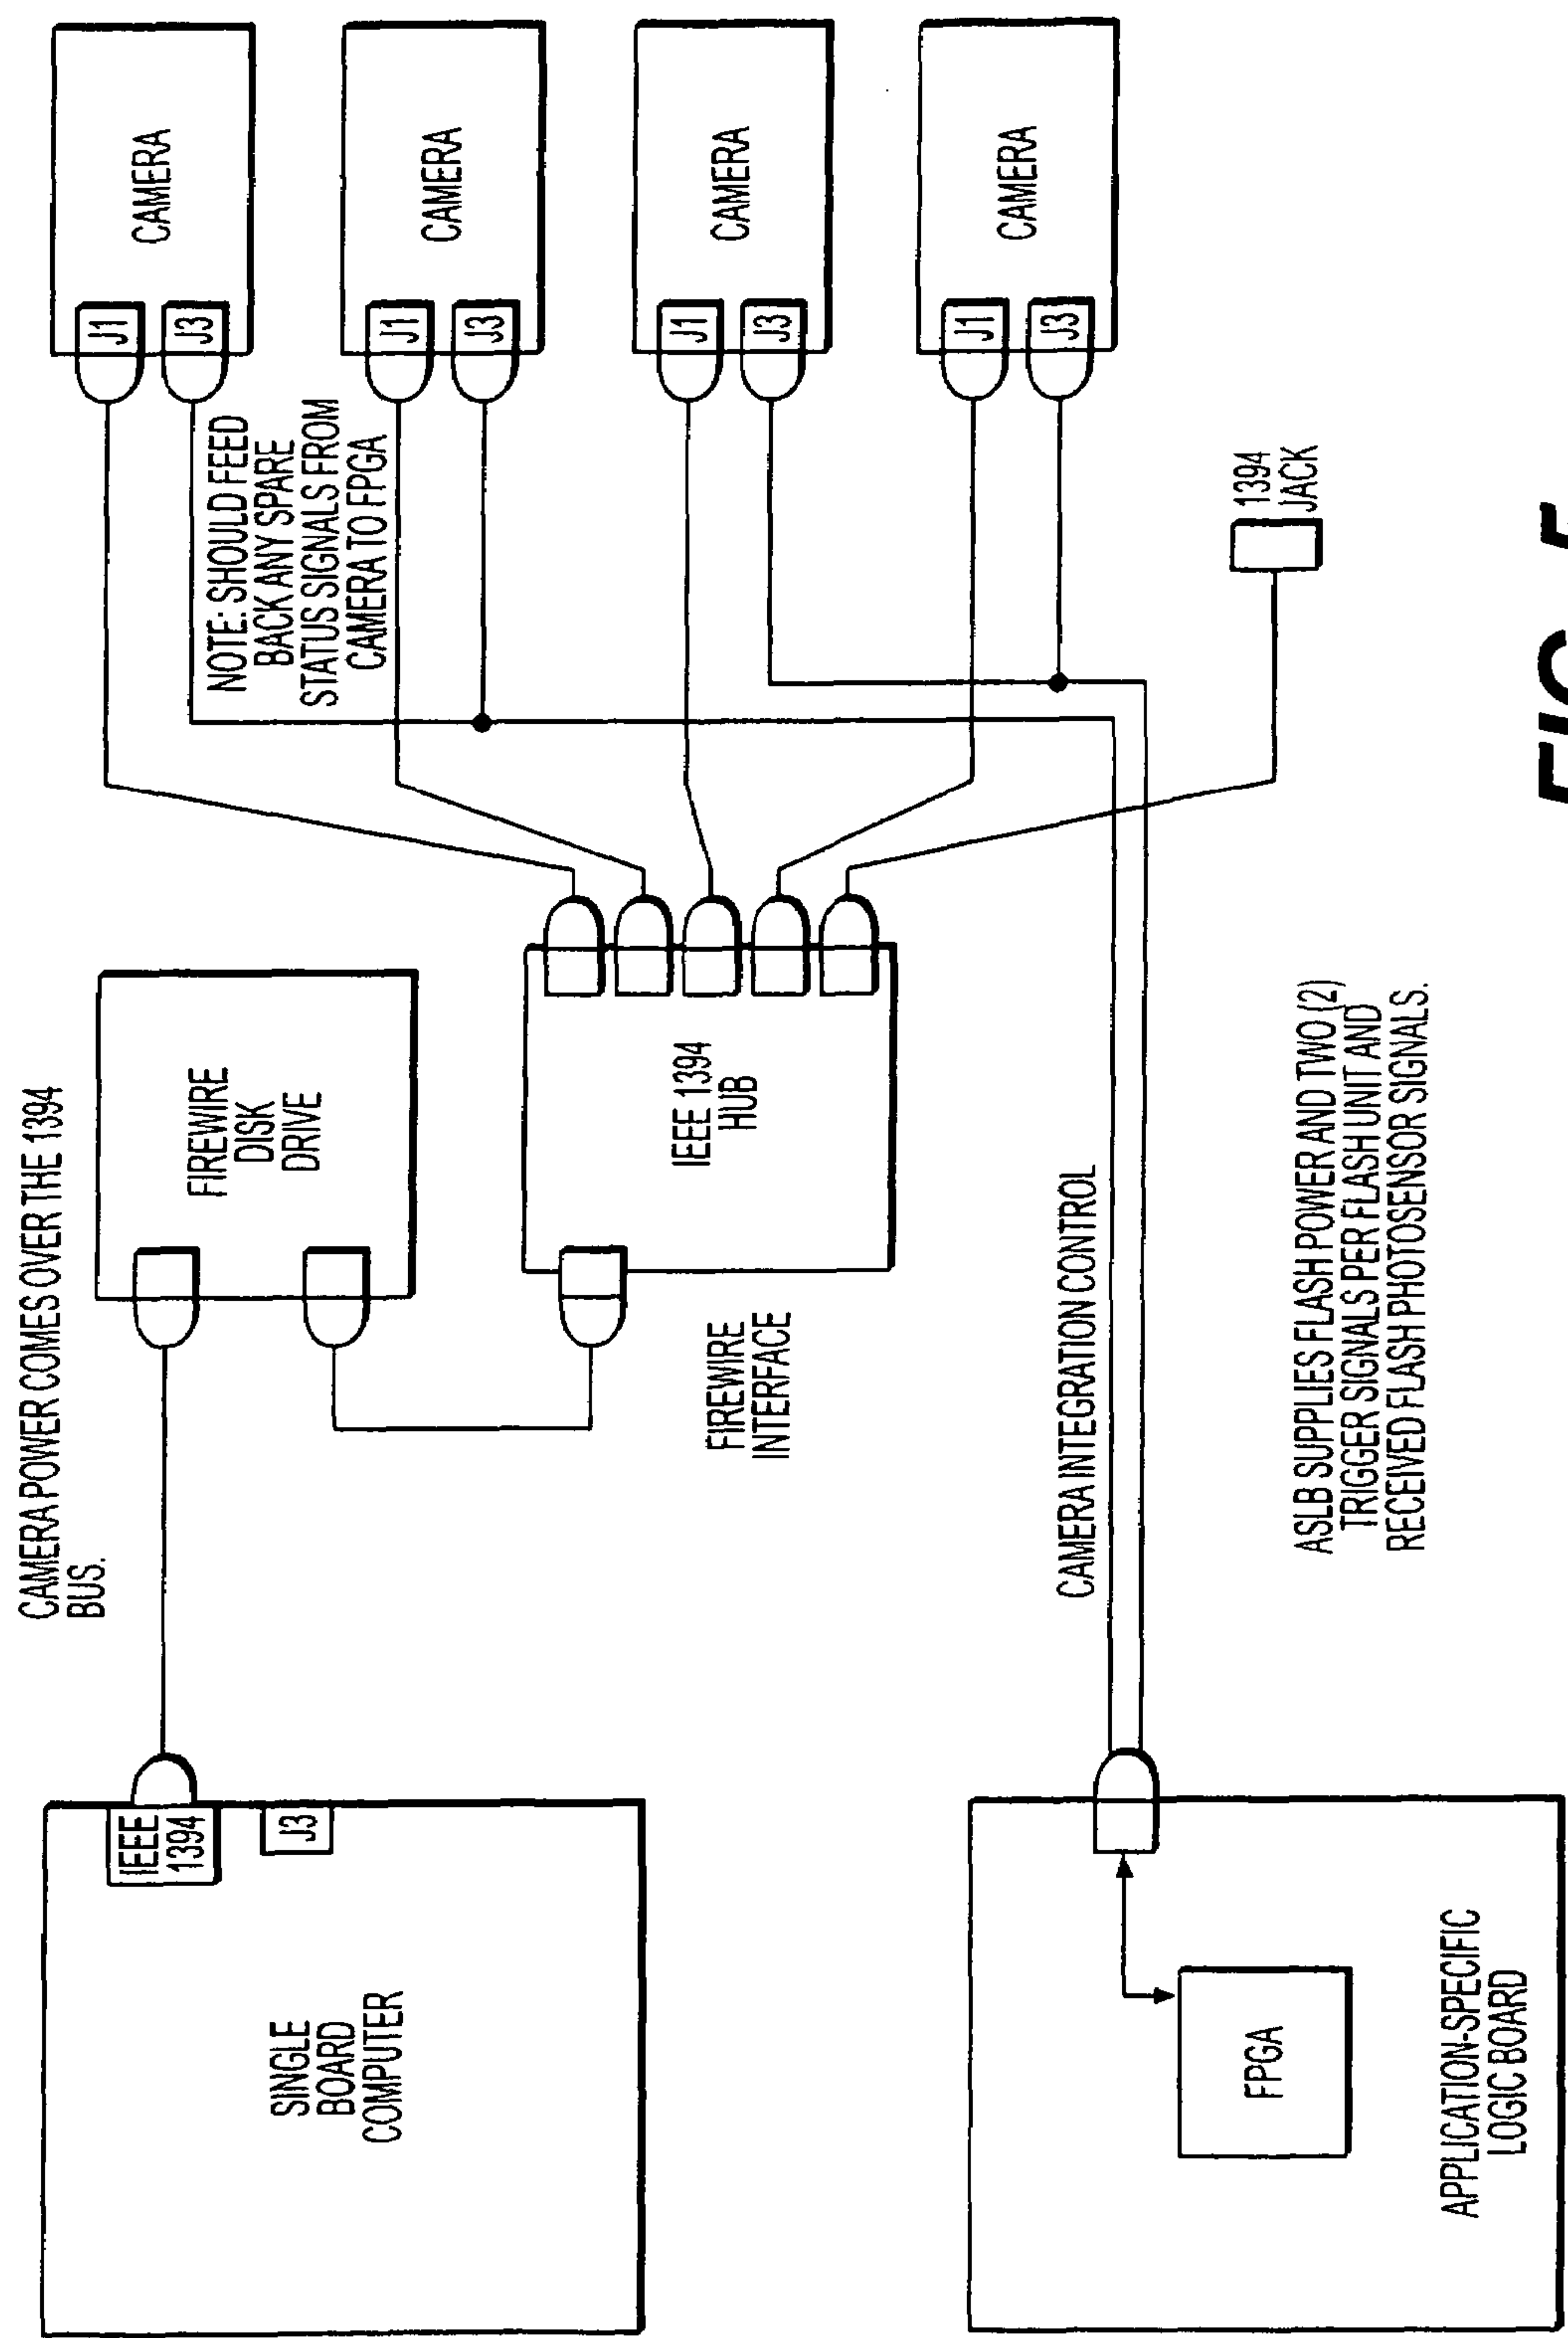 CAMERA POWER COMES OVER THE 1394
BUS.
SINGLE
BOARD
COMPUTER
IEEE
1394
J3
FIREWIRE
DISK
DRIVE
IEEE 1394
HUB
FIREWIRE
INTERFACE
J1
J3
CAMERA
NOTE: SHOULD FEED
BACK ANY SPARE
STATUS SIGNALS FROM
CAMERA TO FPGA
J1
J3
CAMERA
J1
J3
CAMERA
J1
J3
CAMERA
1394
JACK
CAMERA INTEGRATION CONTROL
FPGA
APPLICATION-SPECIFIC
LOGIC BOARD
ASLB SUPPLIES FLASH POWER AND TWO (2)
TRIGGER SIGNALS PER FLASH UNIT AND
RECEIVED FLASH PHOTOSENSOR SIGNALS.